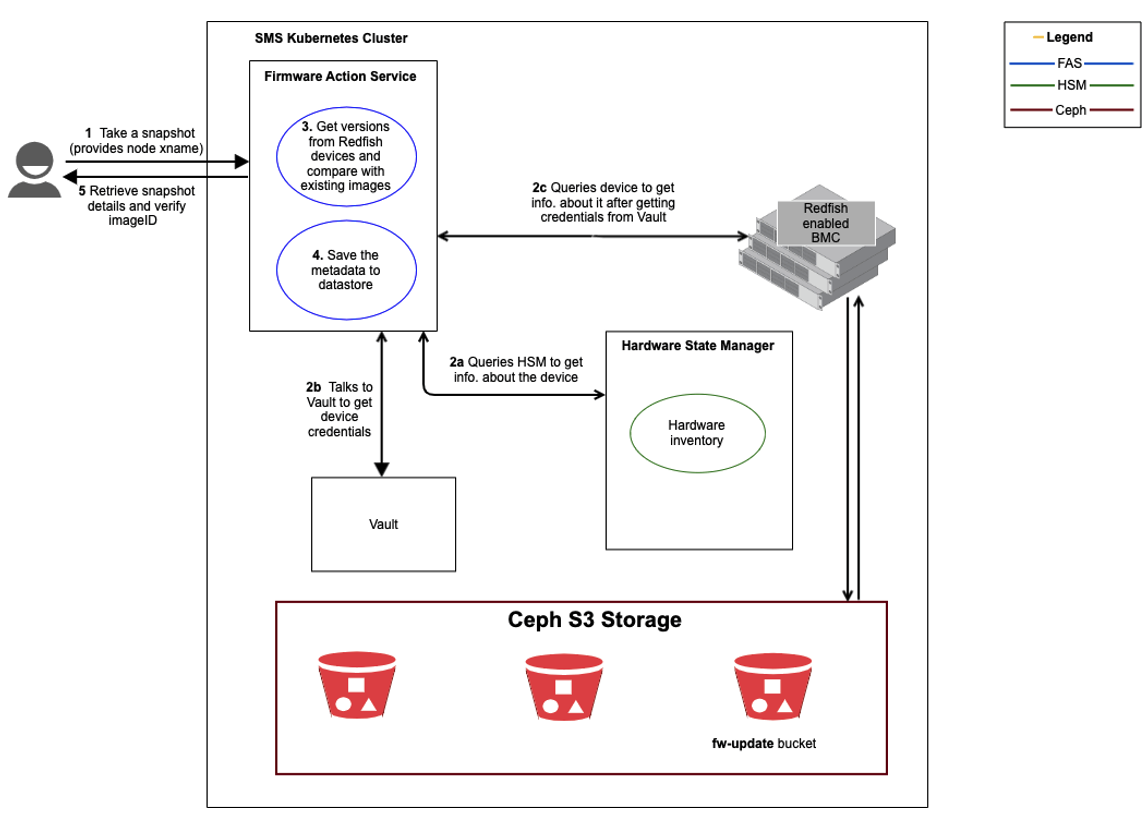 SMS Kubernetes Cluster
Legend
FAS
HSM
Ceph
Firmware Action Service
1 Take a snapshot
(provides node xname)
5 Retrieve snapshot
details and verify
imageID
3. Get versions
from Redfish
devices and
compare with
existing images
4. Save the
metadata to
datastore
2c Queries device to get
info. about it after getting
credentials from Vault
Redfish
enabled
BMC
2a Queries HSM to get
info. about the device
2b Talks to
Vault to get
device
credentials
Hardware State Manager
Hardware
inventory
Vault
Ceph S3 Storage
fw-update bucket